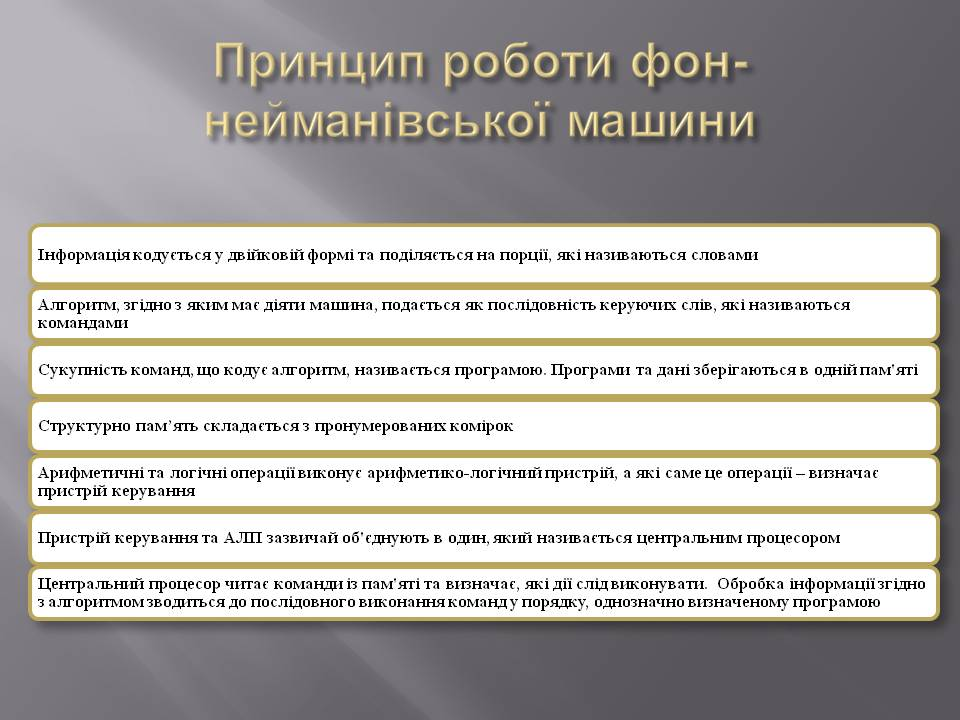 Принцип роботи фон-
нейманівської машини
Інформація кодується у двійковій формі та поділяється на порції, які називаються словами
Алгоритм, згідно з яким має діяти машина, подається як послідовність керуючих слів, які називаються
командами
Сукупність команд, що кодує алгоритм, називається програмою. Програми та дані зберігаються в одній пам'яті
Структурно пам’ять складається з пронумерованих комірок
Арифметичні та логічні операції виконує арифметико-логічний пристрій, а які саме це операції – визначає
пристрій керування
Пристрій керування та АЛП зазвичай об'єднують в один, який називається центральним процесором
Центральний процесор читає команди із пам'яті та визначає, які дії слід виконувати.  Обробка інформації згідно
з алгоритмом зводиться до послідовного виконання команд у порядку, однозначно визначеному програмою